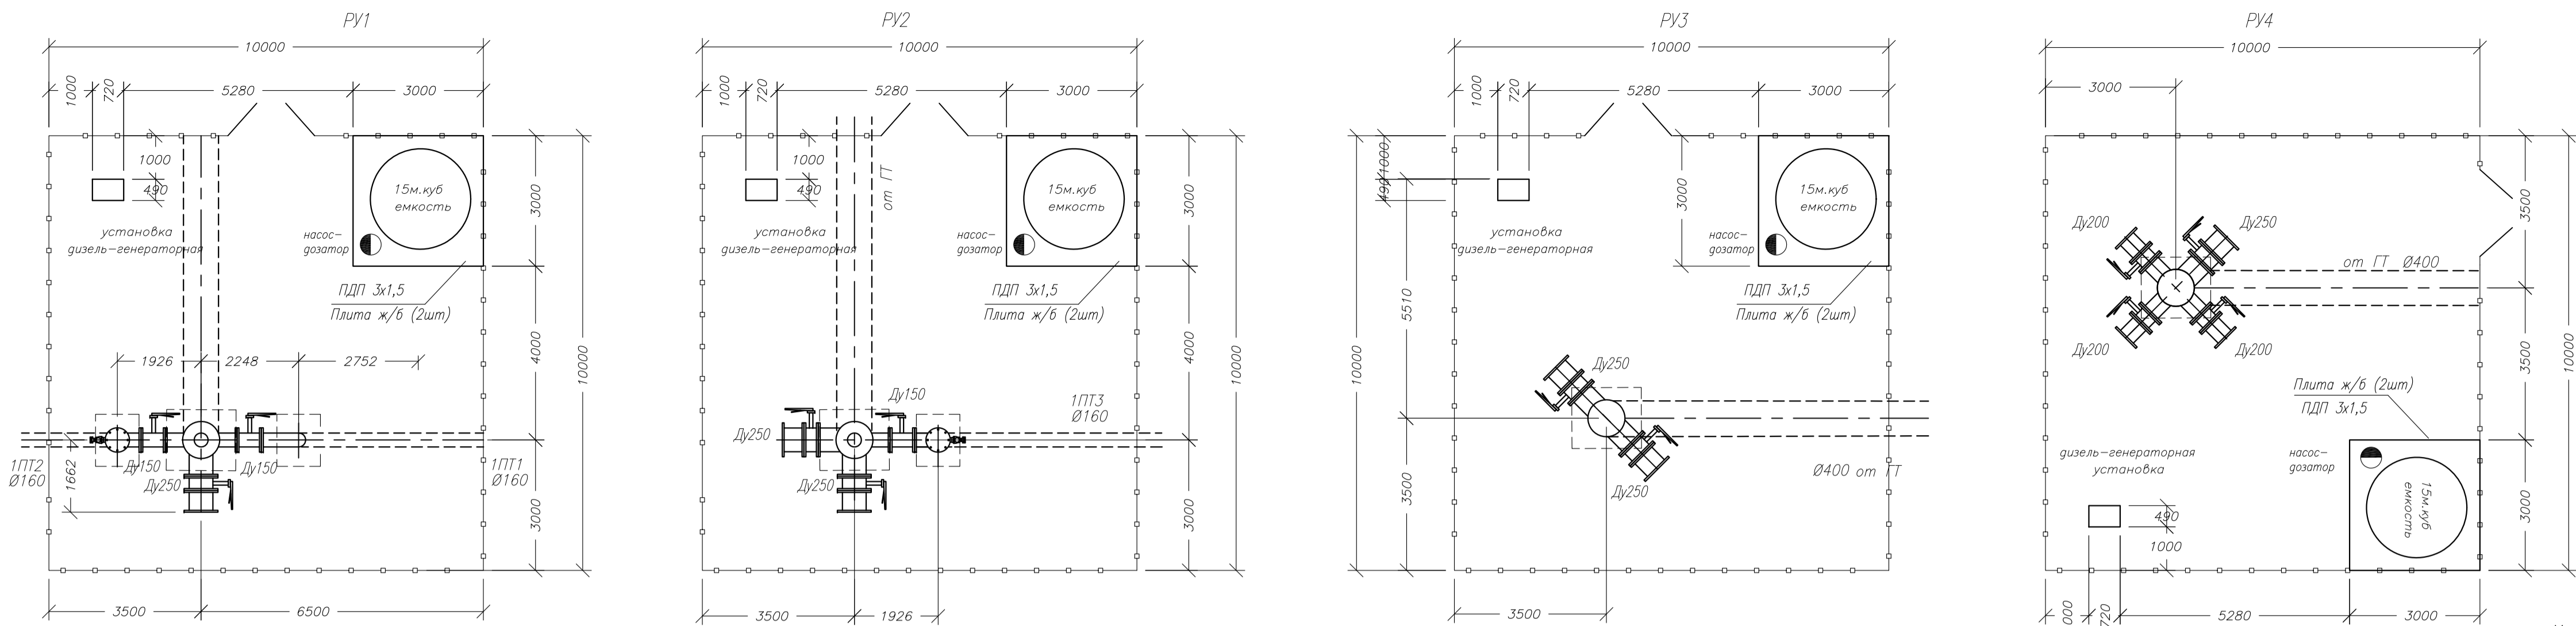 РУ1
10000
1000
720
5280
3000
1000
490
15м.куб
емкость
установка
дизель-генераторная
насос-
дозатор
3000
ПДП 3х1,5
Плита ж/б (2шт)
4000
10000
1926
2248
2752
1ПТ2
Ø160
1662
Ду150
Ду250
Ду150
1ПТ1
Ø160
3000
3500
6500
РУ2
10000
1000
720
5280
3000
1000
490
от ГТ
15м.куб
емкость
установка
дизель-генераторная
насос-
дозатор
3000
ПДП 3х1,5
Плита ж/б (2шт)
4000
10000
Ду150
1ПТ3
Ø160
Ду250
Ду250
3000
3500
1926
РУ3
10000
1000
720
5280
3000
1000
490
3000
15м.куб
емкость
установка
дизель-генераторная
насос-
дозатор
ПДП 3х1,5
Плита ж/б (2шт)
5510
10000
Ду250
Ø400 от ГТ
Ду250
3500
3500
РУ4
10000
3000
3500
Ду200
Ду250
от ГТ Ø400
Ду200
Ду200
3500
10000
Плита ж/б (2шт)
ПДП 3х1,5
дизель-генераторная
установка
насос-
дозатор
15м.куб
емкость
3000
490
1000
720
5280
3000